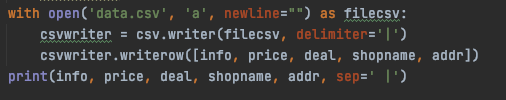 with open('data.csv', 'a', newline="") as filecsv:
    csvwriter = csv.writer(filecsv, delimiter='|')
    csvwriter.writerow([info, price, deal, shopname, addr])
print(info, price, deal, shopname, addr, sep=' |')